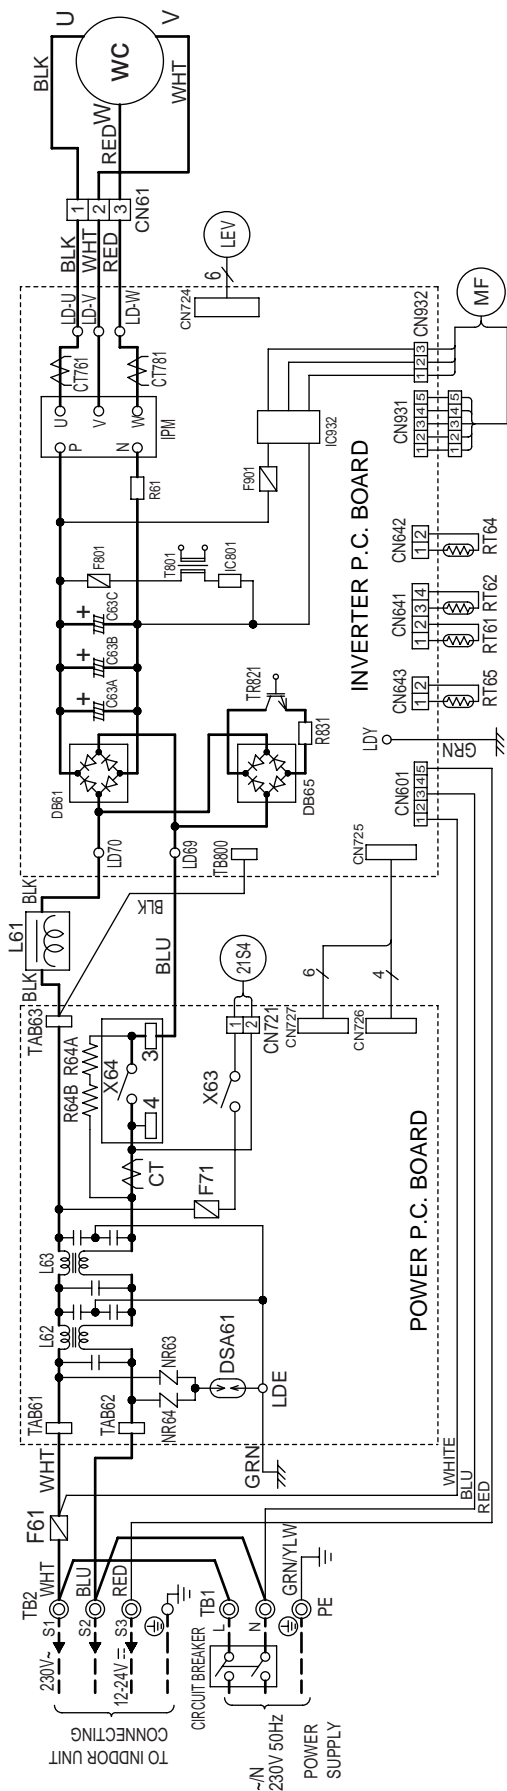 U
V
W
WC
BLK
WHT
RED
1
2
3
CN61
BLK
WHT
RED
LD-U
LD-V
LD-W
CT761
CT781
U
V
W
P
N
IPM
R61
CN724
6
LEV
MF
CN932
1 2 3
CN931
1 2 3 4 5
1 2 3 4 5
IC932
F901
F801
T801
IC801
C63C
C63B
C63A
+
+
+
INVERTER P.C. BOARD
CN642
1 2
RT64
CN641
1 2 3 4
RT61
RT62
CN643
1 2
RT65
TR821
R831
DB61
DB65
LDY
GRN
CN601
1 2 3 4 5
LD70
LD69
TB800
CN725
BLK
L61
BLK
BLK
BLU
TAB63
R64B
R64A
X64
4
3
CT
21S4
1
2
CN721
X63
F71
6
4
CN727
CN726
POWER P.C. BOARD
L63
L62
NR63
NR64
DSA61
LDE
GRN
TAB61
TAB62
WHT
F61
WHITE
BLU
RED
TB2
S1
WHT
S2
BLU
S3
RED
230V~
12-24V
TO INDDOR UNIT
CONNECTING
CIRCUIT BREAKER
TB1
L
N
GRN/YLW
PE
~/N
230V 50Hz
POWER
SUPPLY